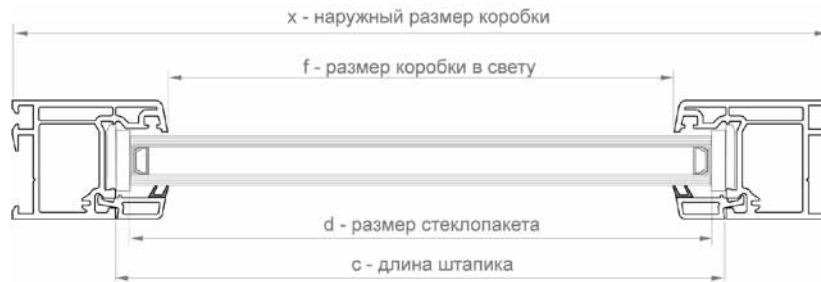 x - наружный размер коробки
f - размер коробки в свету
d - размер стеклопакета
c - длина штапика